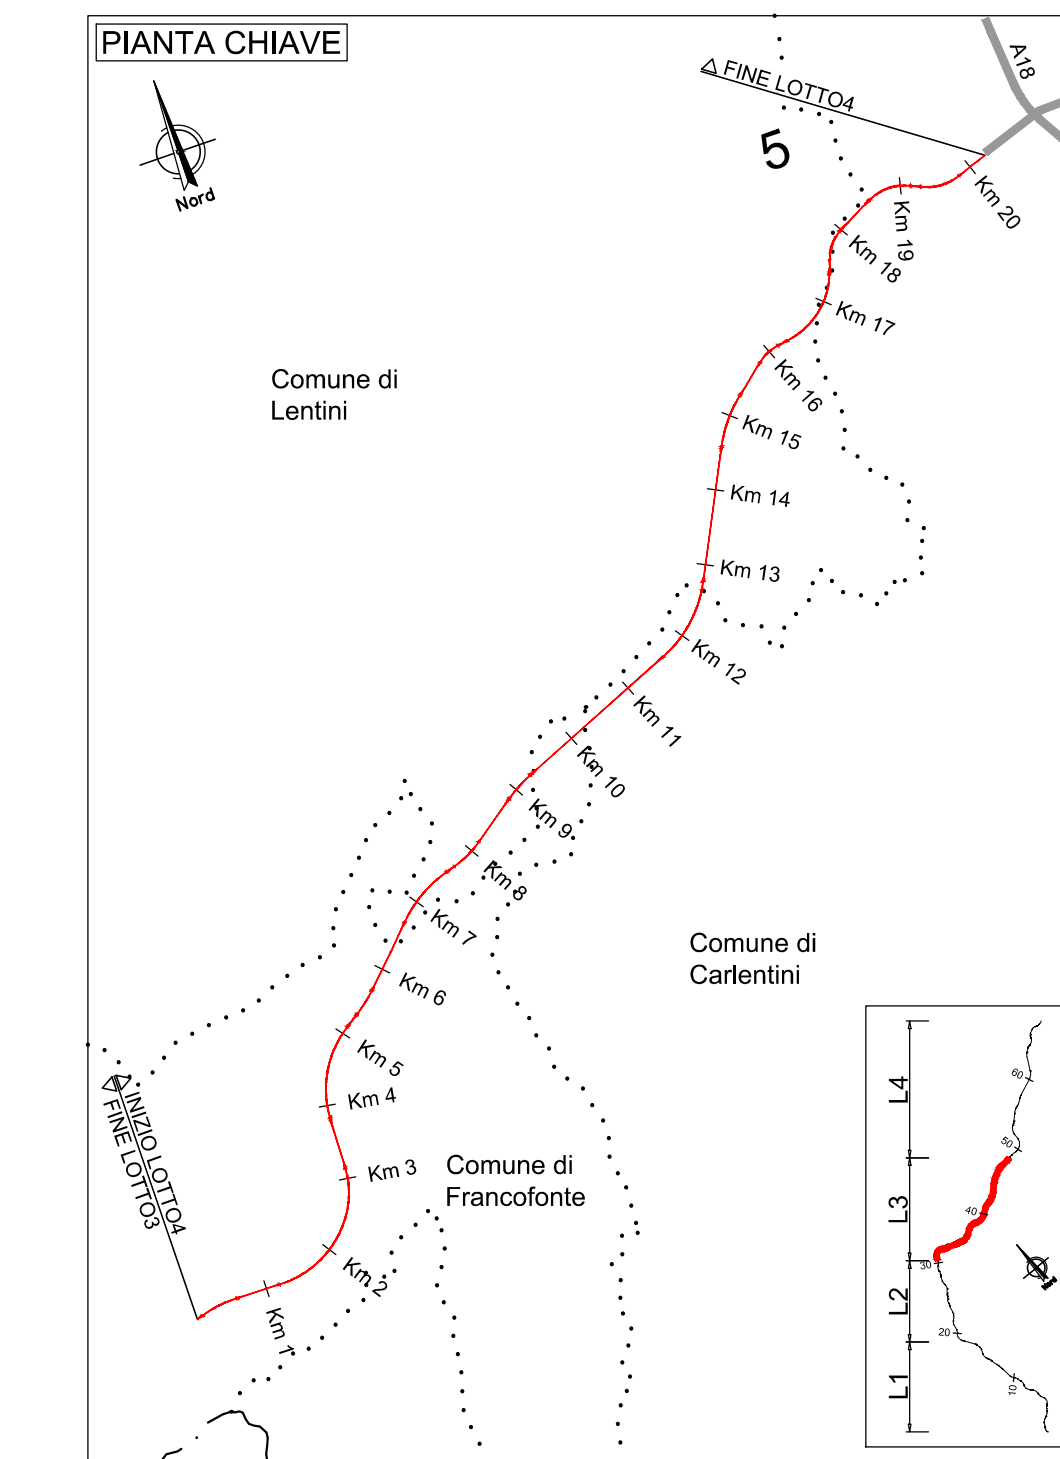 PIANTA CHIAVE
A18
FINE LOTTO4
5
Nord
Km 20
Km 19
Km 18
Km 17
Comune di
Lentini
Km 16
Km 15
Km 14
Km 13
Km 12
Km 11
Km 10
Km 9
Km 8
Km 7
Comune di
Carlentini
Km 6
Km 5
Km 4
INIZIO LOTTO4
FINE LOTTO3
Km 3
Comune di
Francofonte
Km 2
Km 1
L4
60
50
L3
40
30
L2
20
L1
10